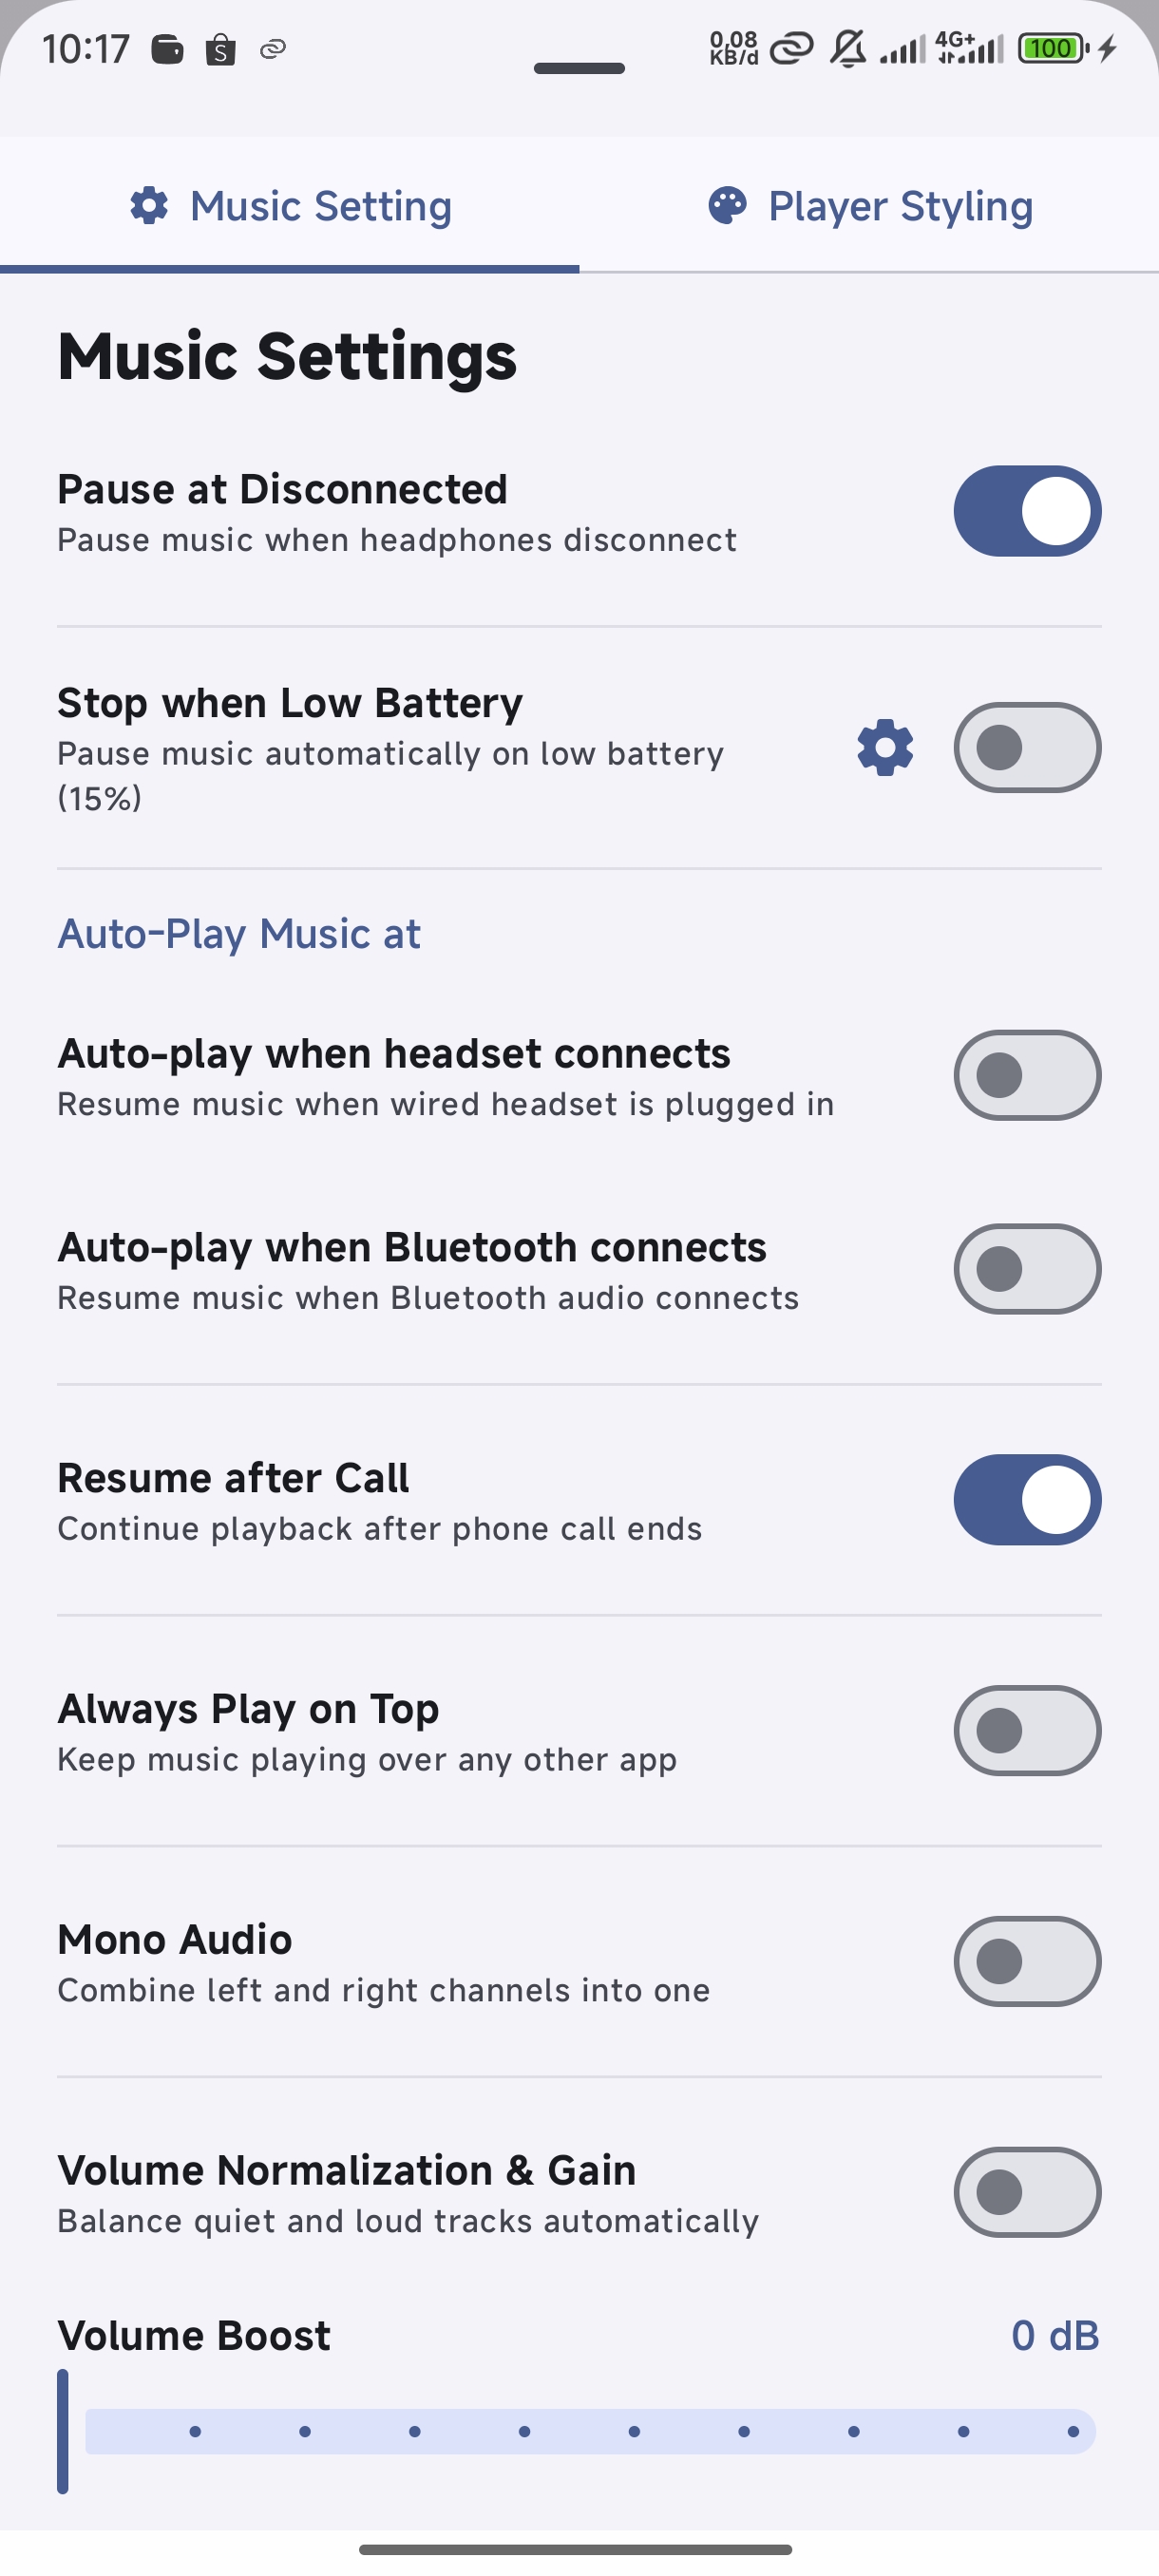 10:17
0.08
KB/d
4G+
100
Music Setting
Player Styling
Music Settings
Pause at Disconnected
Pause music when headphones disconnect
Stop when Low Battery
Pause music automatically on low battery
(15%)
Auto-Play Music at
Auto-play when headset connects
Resume music when wired headset is plugged in
Auto-play when Bluetooth connects
Resume music when Bluetooth audio connects
Resume after Call
Continue playback after phone call ends
Always Play on Top
Keep music playing over any other app
Mono Audio
Combine left and right channels into one
Volume Normalization & Gain
Balance quiet and loud tracks automatically
Volume Boost
0 dB